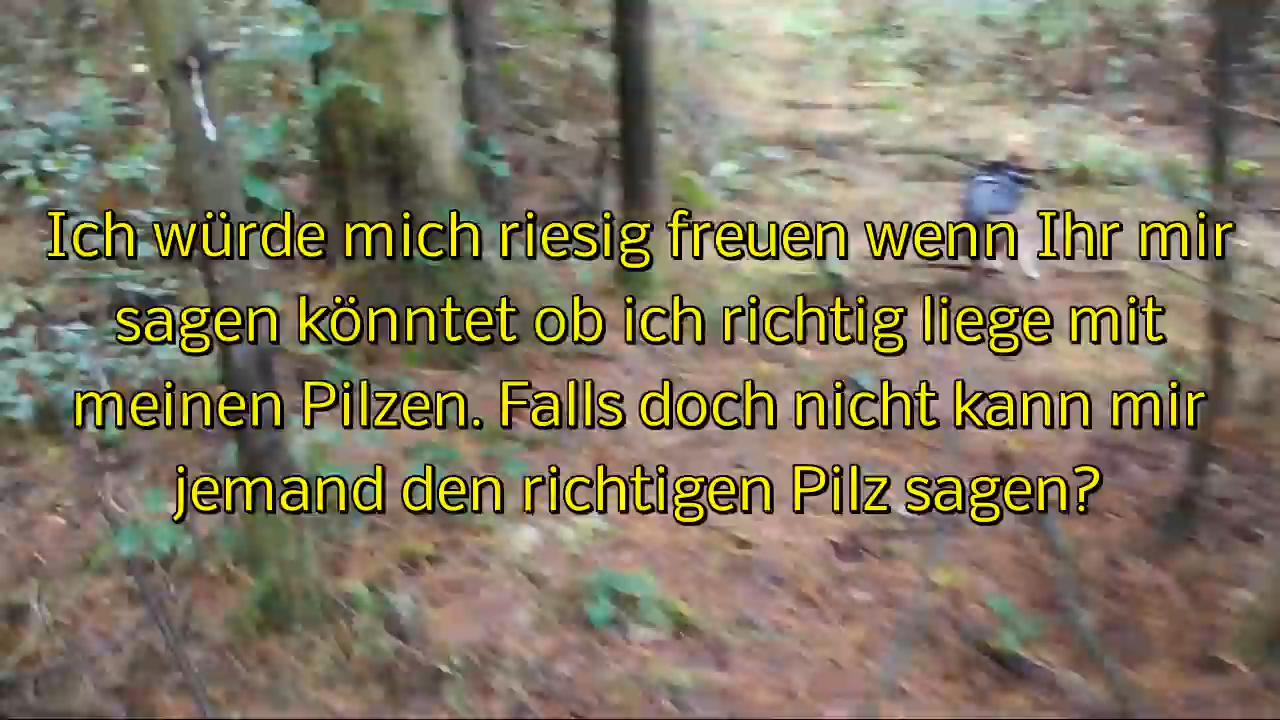 Ich würde mich riesig freuen wenn Ihr mir
sagen könntet ob ich richtig liege mit
meinen Pilzen. Falls doch nicht kann mir
jemand den richtigen Pilz sagen?